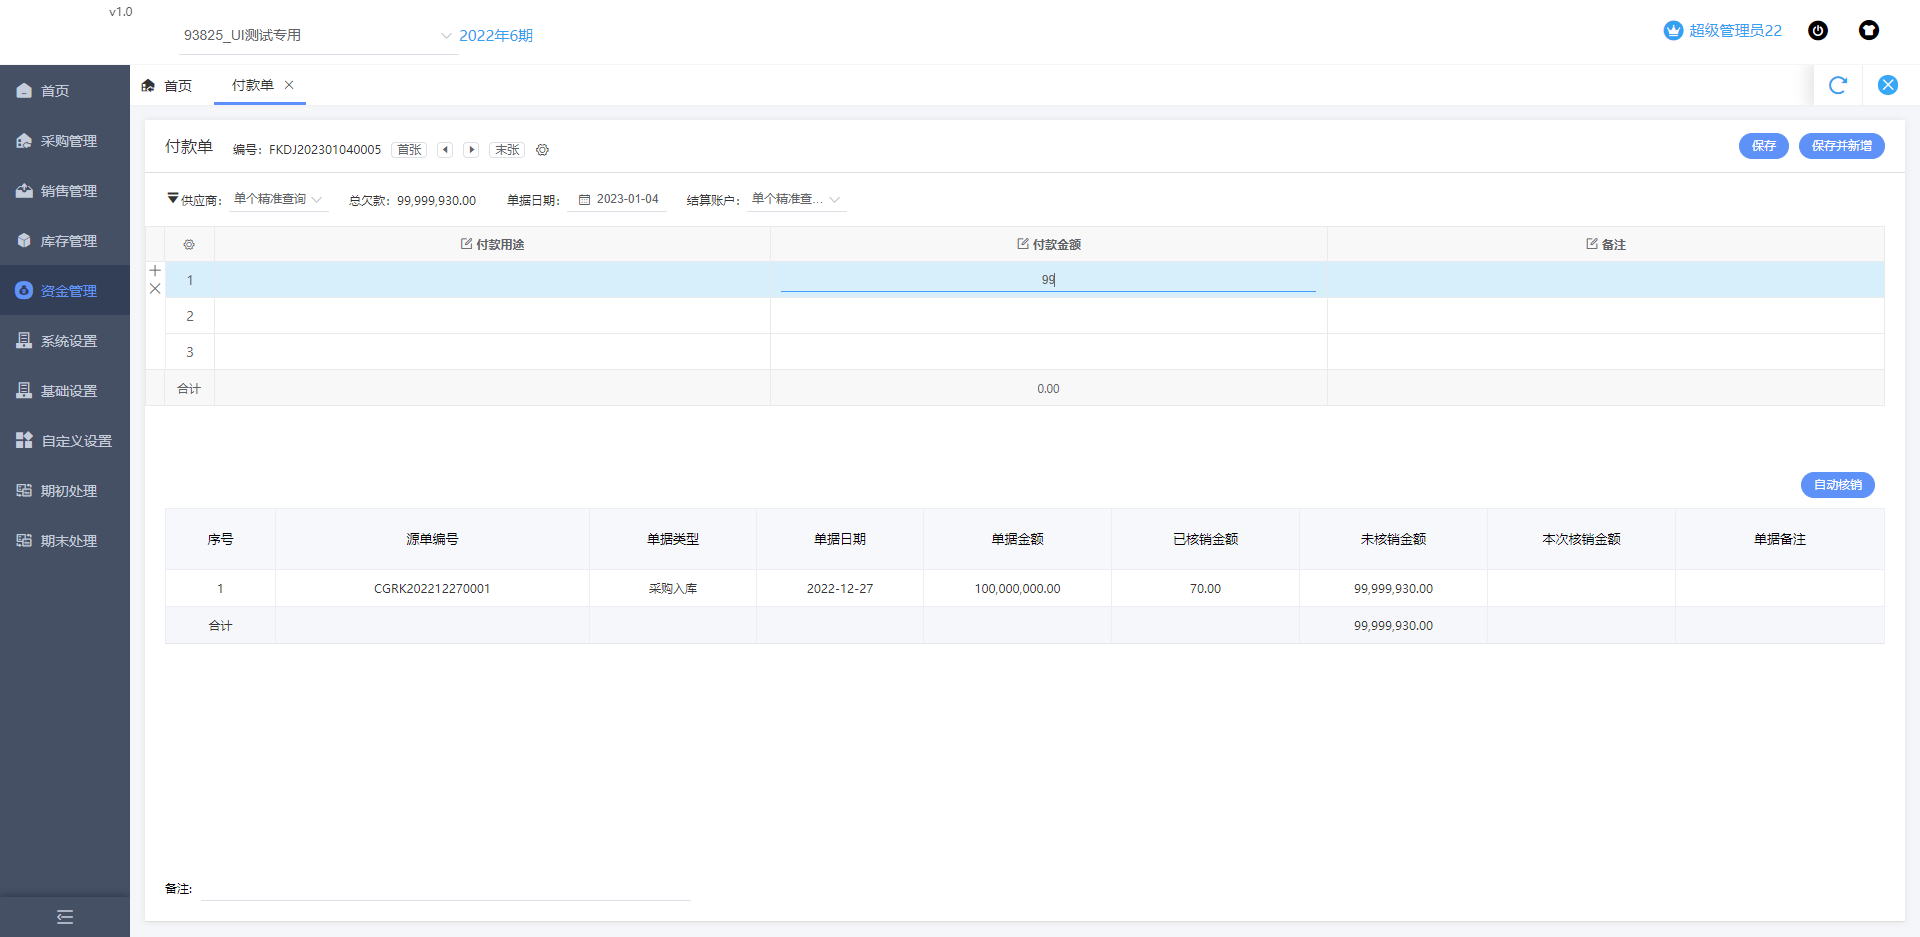 v1.0
93825_UI测试专用
2022年6期
超级管理员22
首页
采购管理
销售管理
库存管理
资金管理
系统设置
基础设置
自定义设置
期初处理
期末处理
首页
付款单
付款单
编号: FKDJ202301040005
首张
末张
保存
保存并新增
供应商: 单个精准查询
总欠款: 99,999,930.00
单据日期: 2023-01-04
结算账户: 单个精准查...
付款用途 付款金额 备注
1 99
2
3
合计 0.00
自动核销
序号 源单编号 单据类型 单据日期 单据金额 已核销金额 未核销金额 本次核销金额 单据备注
1 CGRK202212270001 采购入库 2022-12-27 100,000,000.00 70.00 99,999,930.00
合计 99,999,930.00
备注: